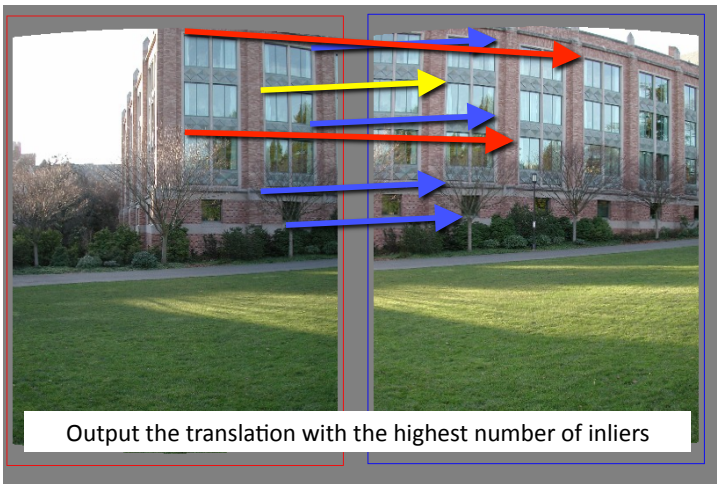 Output the translation with the highest number of inliers